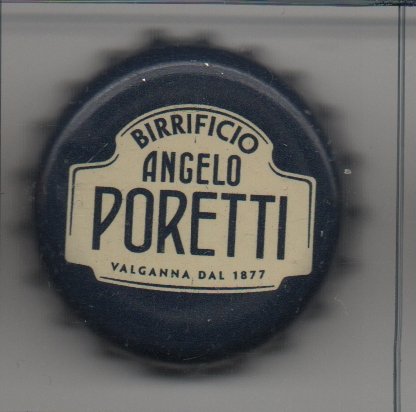 BIRRIFICIO
ANGELO
PORETTI
VALGANNA DAL 1877